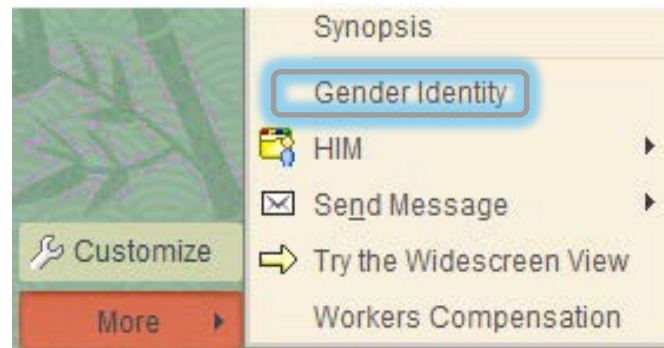 Synopsis
Gender Identity
HIM
Send Message
Try the Widescreen View
Workers Compensation
Customize
More